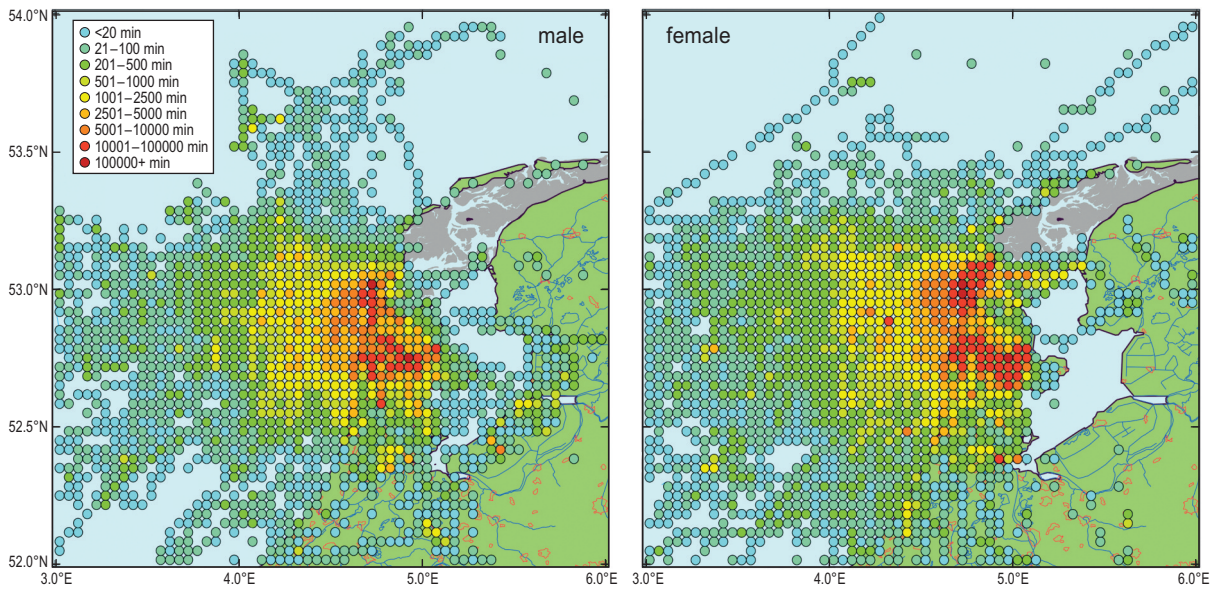 54.0°N
53.5°N
53.0°N
52.5°N
52.0°N
<20 min
21–100 min
201–500 min
501–1000 min
1001–2500 min
2501–5000 min
5001–10000 min
10001–100000 min
100000+ min
male
female
3.0°E 4.0°E 5.0°E 6.0°E 3.0°E 4.0°E 5.0°E 6.0°E